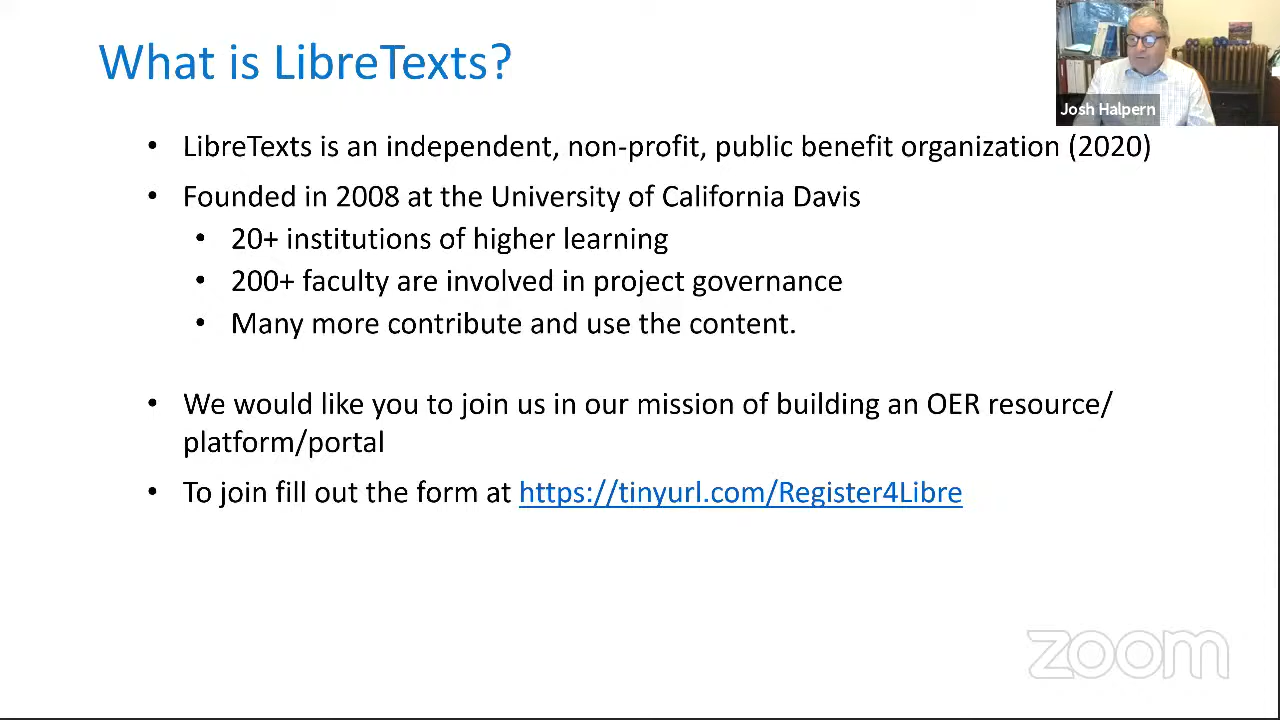 What is LibreTexts?
Josh Halpern
• LibreTexts is an independent, non-profit, public benefit organization (2020)
• Founded in 2008 at the University of California Davis
• 20+ institutions of higher learning
• 200+ faculty are involved in project governance
• Many more contribute and use the content.
• We would like you to join us in our mission of building an OER resource/
platform/portal
• To join fill out the form at https://tinyurl.com/Register4Libre
zoom